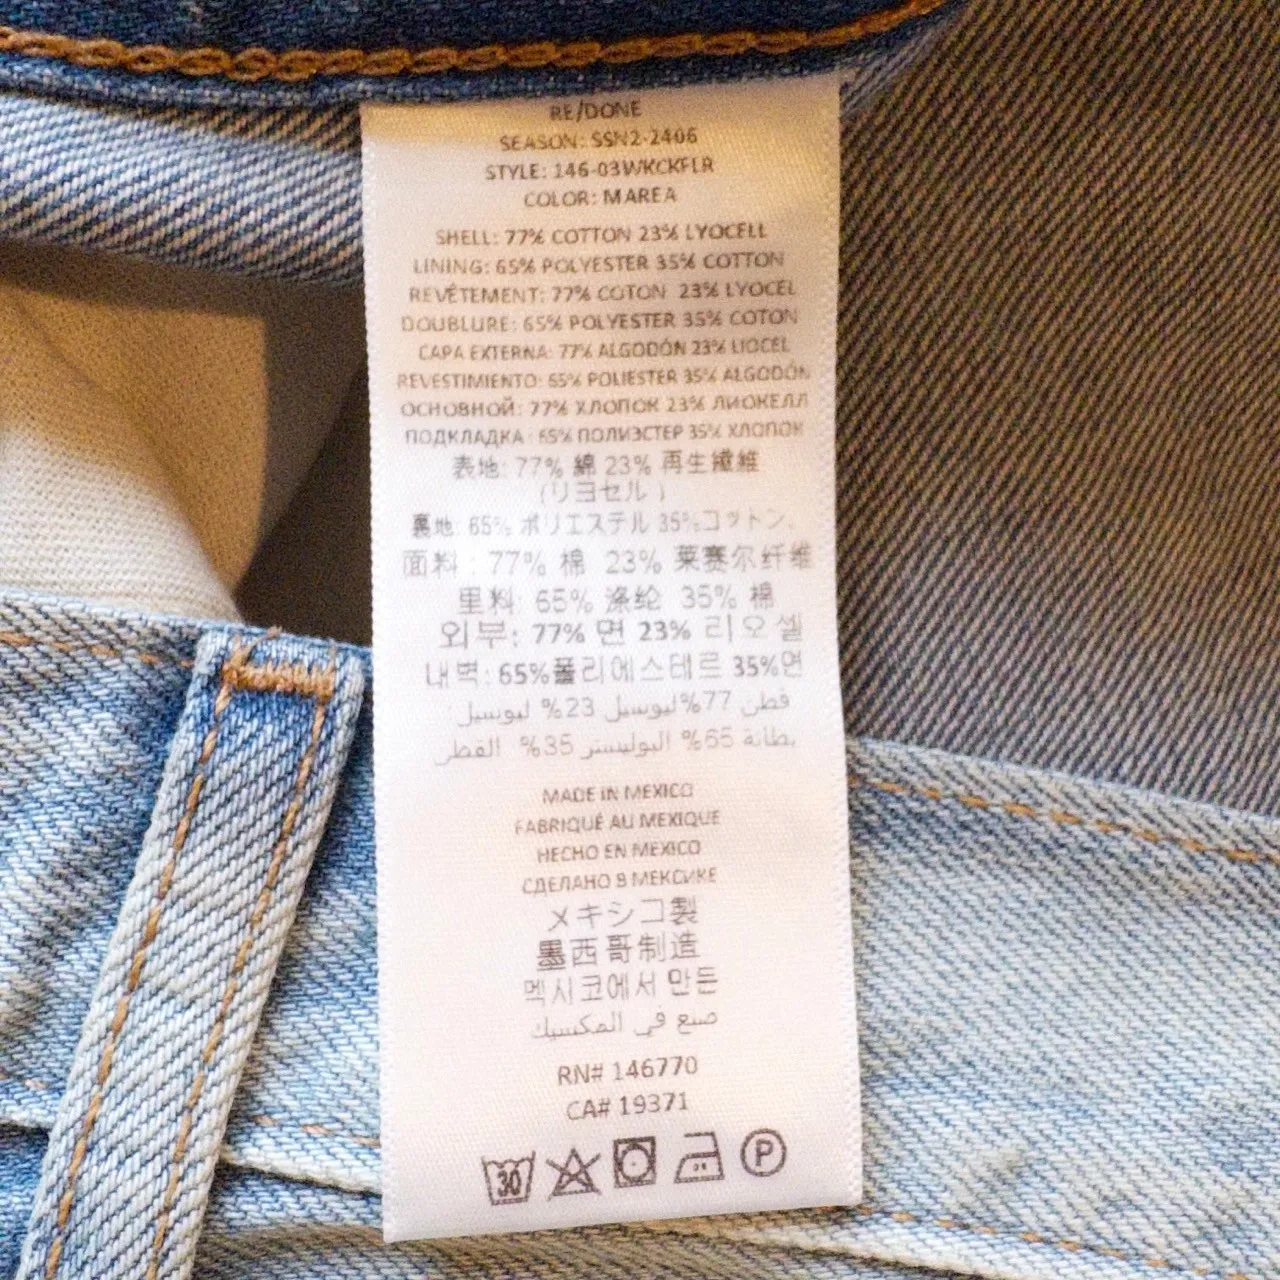 RE/DONE
SEASON: SSN2-2406
STYLE: 146-03WKCKFLR
COLOR: MAREA
SHELL: 77% COTTON 23% LYOCELL
LINING: 65% POLYESTER 35% COTTON
REVÊTEMENT: 77% COTON 23% LYOCEL
DOUBLURE: 65% POLYESTER 35% COTON
CAPA EXTERNA: 77% ALGODÓN 23% LIOCEL
REVESTIMIENTO: 65% POLIESTER 35% ALGODÓN
ОСНОВНОЙ: 77% ХЛОПОК 23% ЛИОКЕЛЛ
ПОДКЛАДКА: 65% ПОЛИЭСТЕР 35% ХЛОПОК
表地: 77% 綿 23% 再生繊維
(リヨセル)
裏地: 65% ポリエステル 35%コットン、
面料: 77% 棉 23% 莱赛尔纤维
里料: 65% 涤纶 35% 棉
외부: 77% 면 23% 리오셀
내벽: 65%폴리에스테르 35%면
قطن 77%ليوسيل 23% ليوسيل
بطانة 65% البوليستر 35% القطن
MADE IN MEXICO
FABRIQUÉ AU MEXIQUE
HECHO EN MEXICO
СДЕЛАНО В МЕКСИКЕ
メキシコ製
墨西哥制造
멕시코에서 만든
صنع في المكسيك
RN# 146770
CA# 19371
30 P